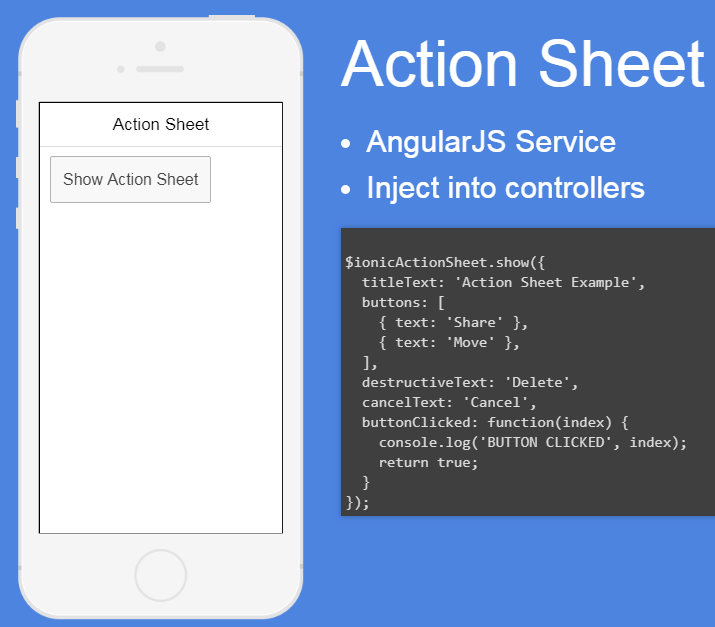 Action Sheet
Show Action Sheet
Action Sheet
• AngularJS Service
• Inject into controllers
$ionicActionSheet.show({
  titleText: 'Action Sheet Example',
  buttons: [
    { text: 'Share' },
    { text: 'Move' },
  ],
  destructiveText: 'Delete',
  cancelText: 'Cancel',
  buttonClicked: function(index) {
    console.log('BUTTON CLICKED', index);
    return true;
  }
});